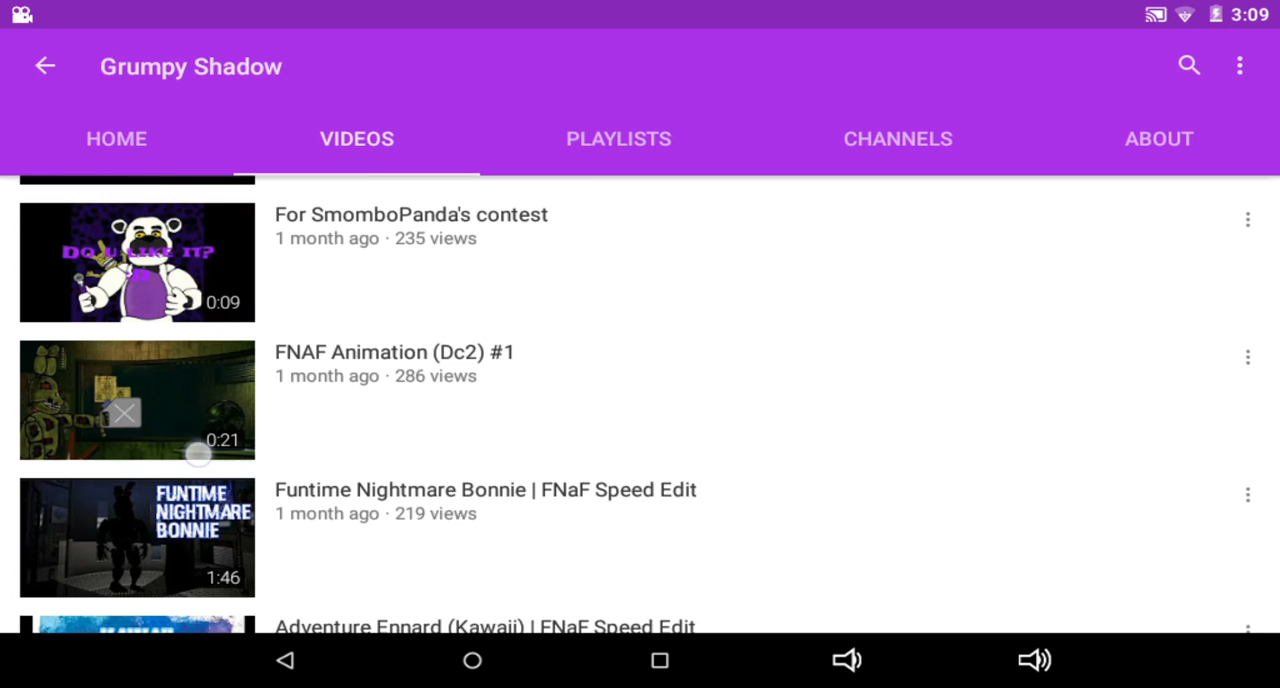 3:09
Grumpy Shadow
HOME
VIDEOS
PLAYLISTS
CHANNELS
ABOUT
DO U LIKE IT?
0:09
For SmomboPanda's contest
1 month ago · 235 views
0:21
FNAF Animation (Dc2) #1
1 month ago · 286 views
FUNTIME
NIGHTMARE
BONNIE
1:46
Funtime Nightmare Bonnie | FNaF Speed Edit
1 month ago · 219 views
Adventure Ennard (Kawaii) | FNaF Speed Edit